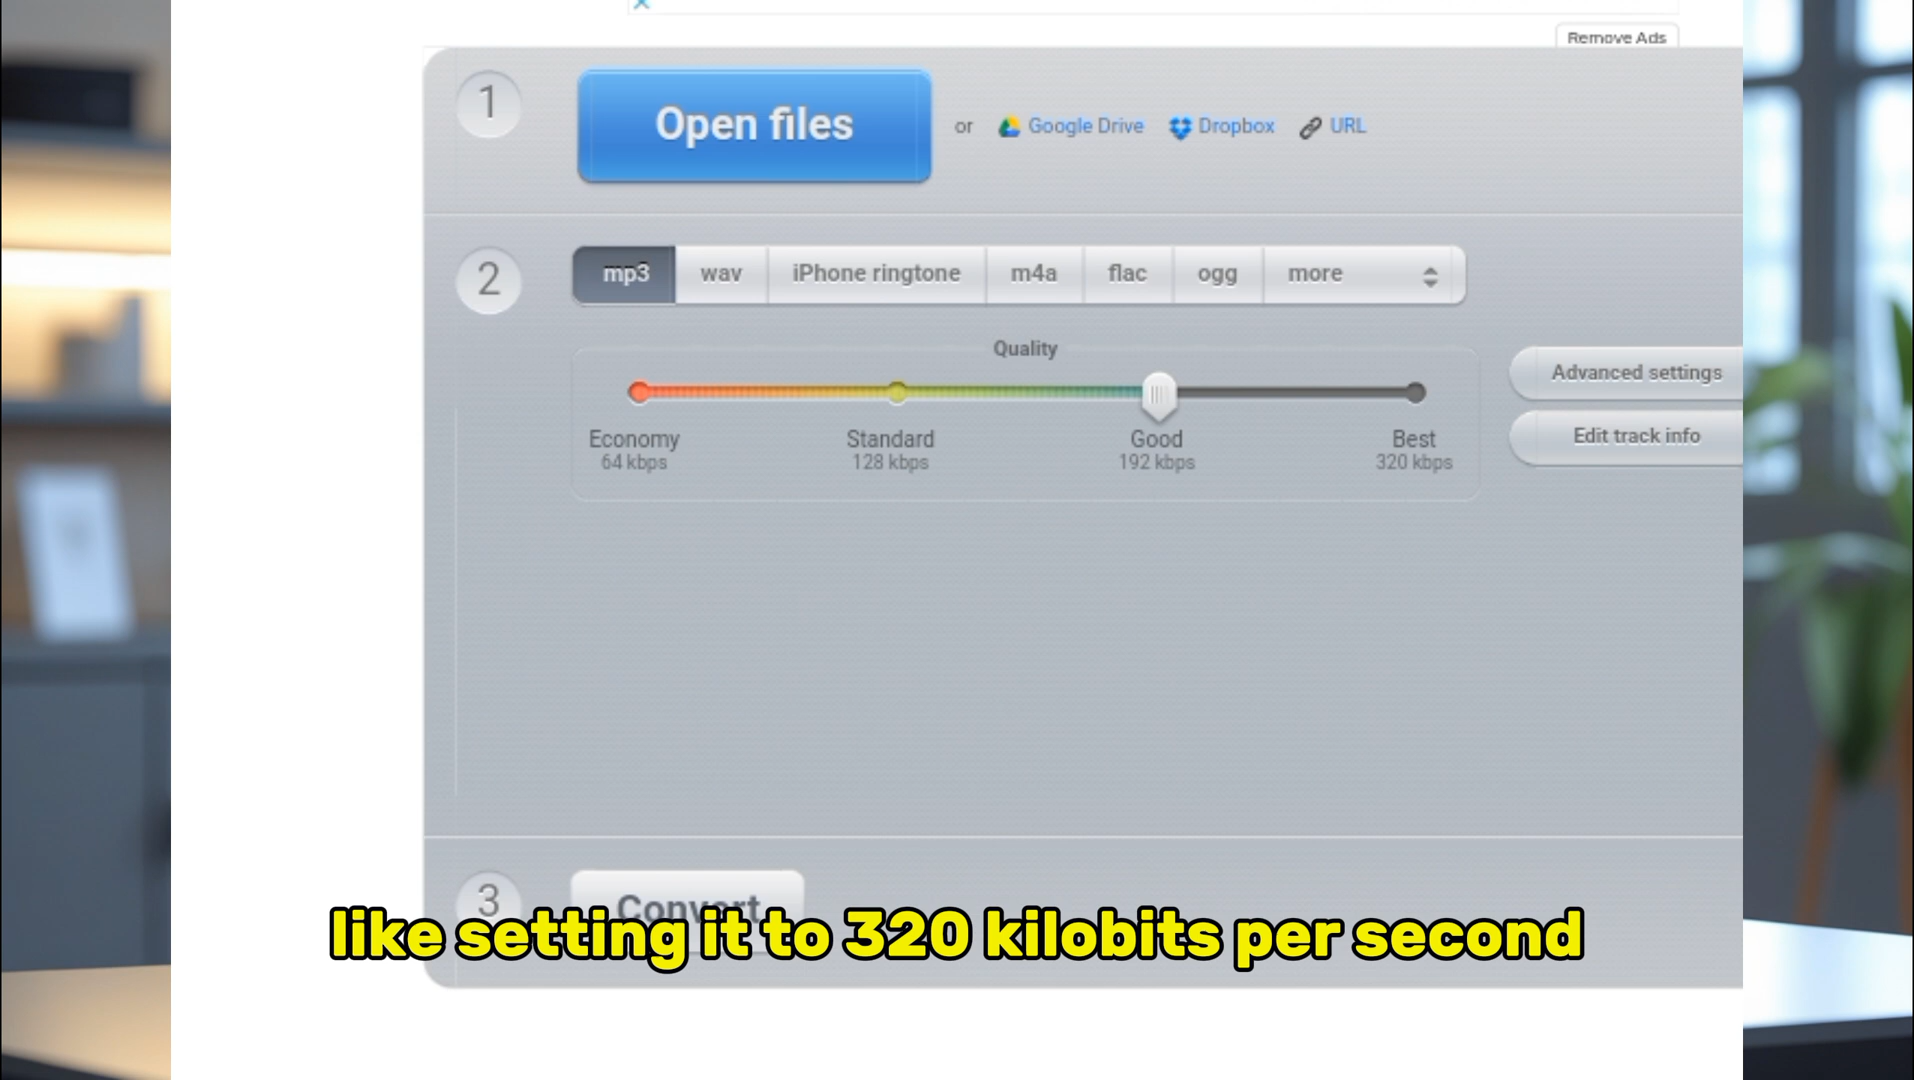 Remove Ads
1
Open files or Google Drive Dropbox URL
2
mp3 wav iPhone ringtone m4a flac ogg more
Quality
Advanced settings
Economy Standard Good Best
64 kbps 128 kbps 192 kbps 320 kbps
Edit track info
3
Convert
like setting it to 320 kilobits per second